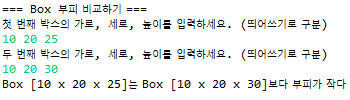 === Box 부피 비교하기 ===
첫 번째 박스의 가로, 세로, 높이를 입력하세요. (띄어쓰기로 구분)
10 20 25
두 번째 박스의 가로, 세로, 높이를 입력하세요. (띄어쓰기로 구분)
10 20 30
Box [10 x 20 x 25]는 Box [10 x 20 x 30]보다 부피가 작다